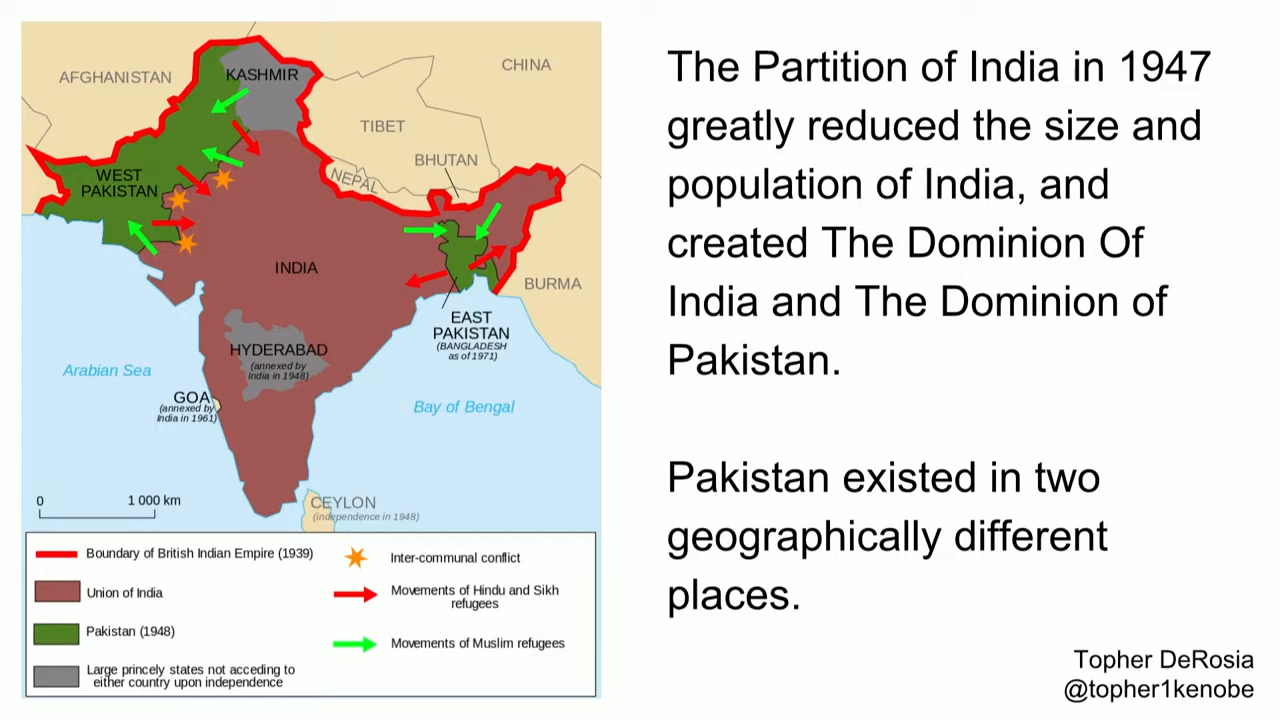 AFGHANISTAN
KASHMIR
CHINA
TIBET
BHUTAN
NEPAL
WEST
PAKISTAN
INDIA
BURMA
EAST
PAKISTAN
(BANGLADESH
as of 1971)
HYDERABAD
(annexed by
India in 1948)
Arabian Sea
GOA
(annexed by
India in 1961)
Bay of Bengal
0
1 000 km
CEYLON
(independence in 1948)
Boundary of British Indian Empire (1939)
Union of India
Pakistan (1948)
Large princely states not acceding to
either country upon independence
Inter-communal conflict
Movements of Hindu and Sikh
refugees
Movements of Muslim refugees
The Partition of India in 1947
greatly reduced the size and
population of India, and
created The Dominion Of
India and The Dominion of
Pakistan.
Pakistan existed in two
geographically different
places.
Topher DeRosia
@topher1kenobe